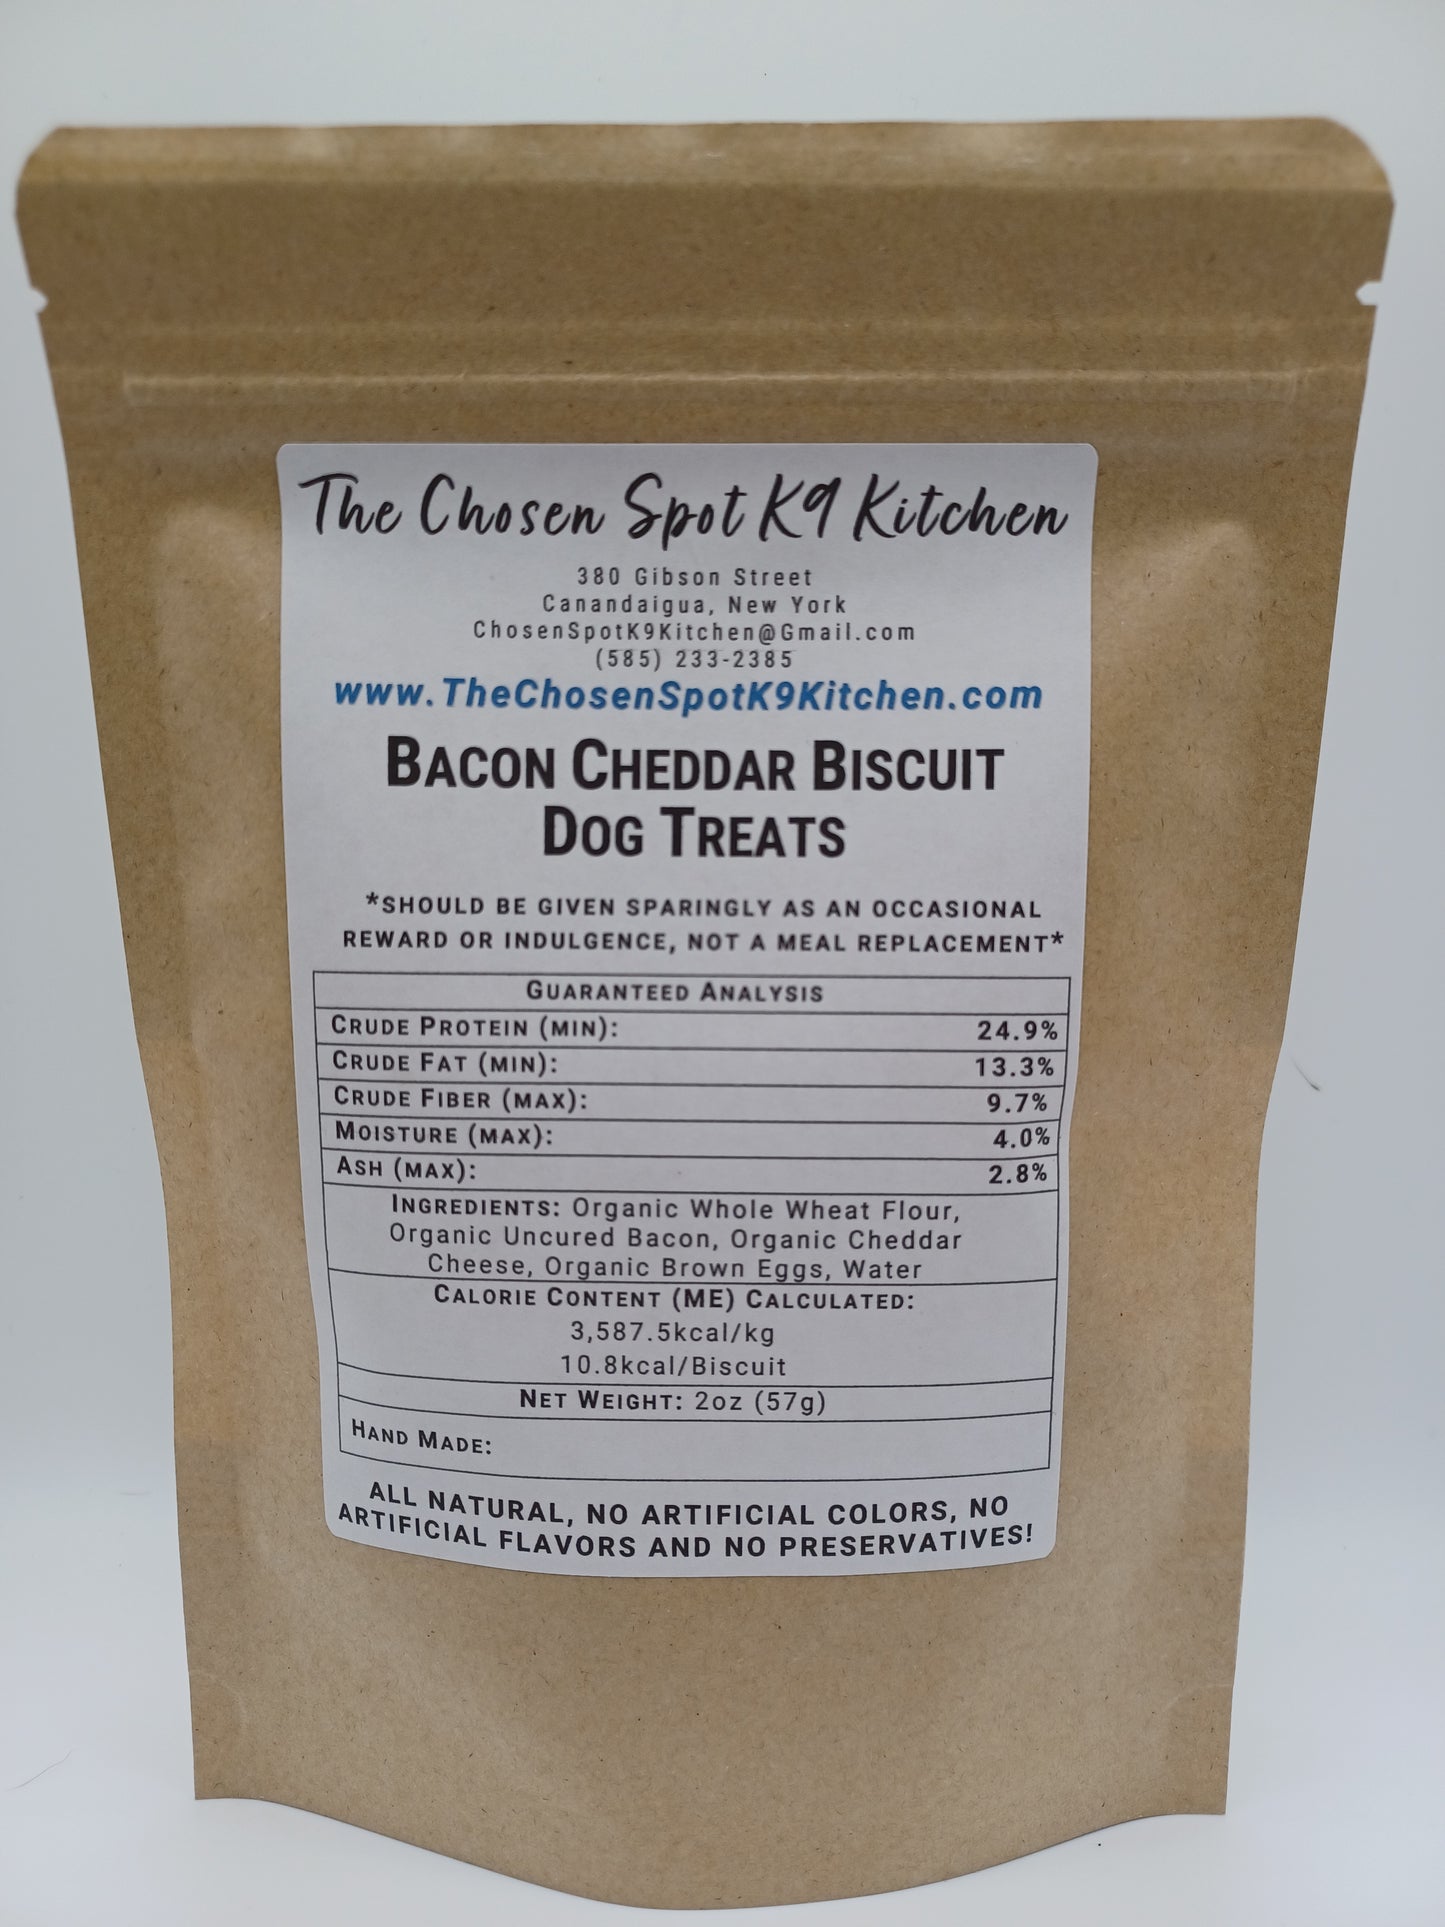 The Chosen Spot K9 Kitchen
380 Gibson Street
Canandaigua, New York
ChosenSpotK9Kitchen@Gmail.com
(585) 233-2385
www.TheChosenSpotK9Kitchen.com
BACON CHEDDAR BISCUIT
DOG TREATS
*SHOULD BE GIVEN SPARINGLY AS AN OCCASIONAL
REWARD OR INDULGENCE, NOT A MEAL REPLACEMENT*
GUARANTEED ANALYSIS
CRUDE PROTEIN (MIN): 24.9%
CRUDE FAT (MIN): 13.3%
CRUDE FIBER (MAX): 9.7%
MOISTURE (MAX): 4.0%
ASH (MAX): 2.8%
INGREDIENTS: Organic Whole Wheat Flour,
Organic Uncured Bacon, Organic Cheddar
Cheese, Organic Brown Eggs, Water
CALORIE CONTENT (ME) CALCULATED:
3,587.5kcal/kg
10.8kcal/Biscuit
NET WEIGHT: 2oz (57g)
HAND MADE:
ALL NATURAL, NO ARTIFICIAL COLORS, NO
ARTIFICIAL FLAVORS AND NO PRESERVATIVES!